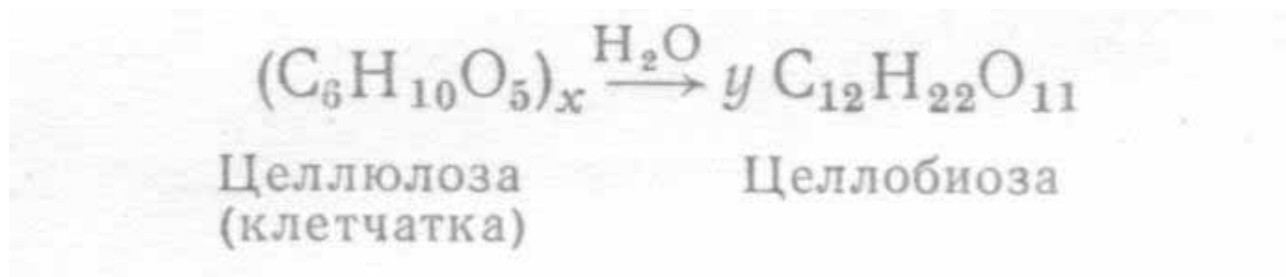 (C₆H₁₀O₅)ₓ H₂O⟶ y C₁₂H₂₂O₁₁
Целлюлоза Целлобиоза
(клетчатка)